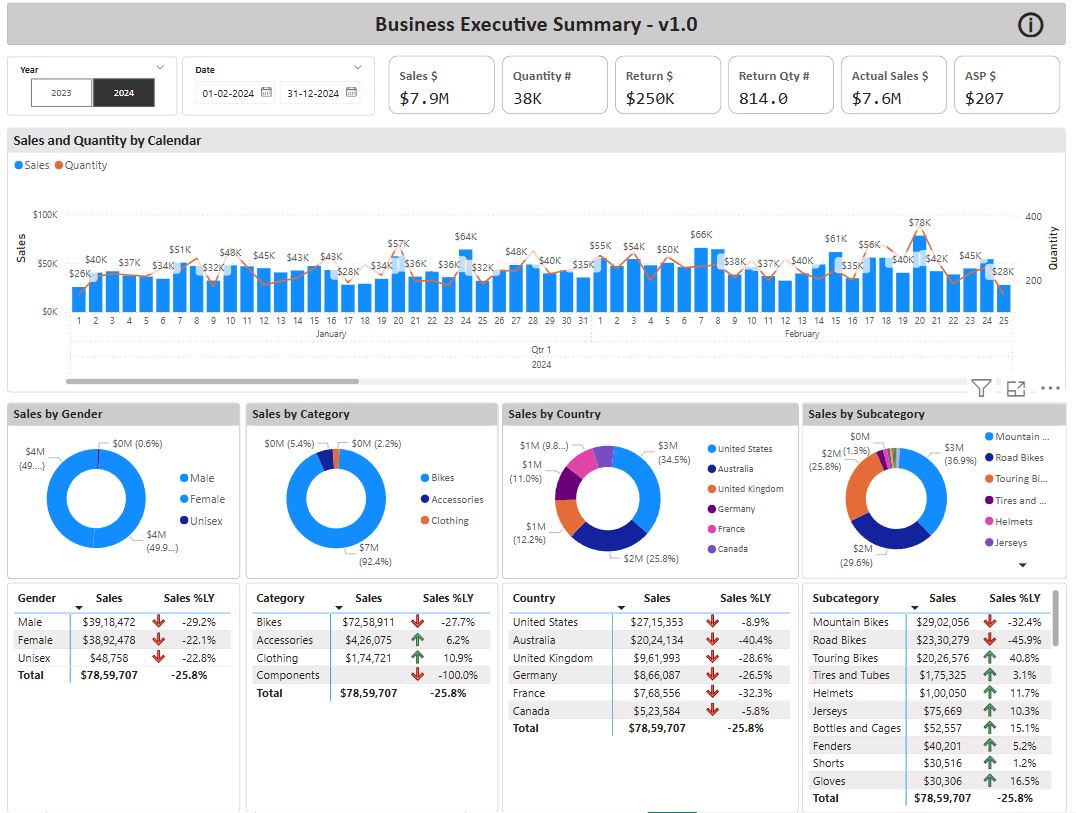 Business Executive Summary - v1.0
Year
2023 2024
Date
01-02-2024 31-12-2024
Sales $
$7.9M
Quantity #
38K
Return $
$250K
Return Qty #
814.0
Actual Sales $
$7.6M
ASP $
$207
Sales and Quantity by Calendar
Sales Quantity
Sales
$100K
$50K
$0K
Quantity
400
200
$26K $40K $37K $34K $51K $32K $48K $45K $43K $43K $28K $34K $57K $36K $36K $64K $32K $48K $40K $35K $55K $54K $50K $66K $38K $37K $40K $61K $35K $56K $40K $78K $42K $45K $28K
1 2 3 4 5 6 7 8 9 10 11 12 13 14 15 16 17 18 19 20 21 22 23 24 25 26 27 28 29 30 31 1 2 3 4 5 6 7 8 9 10 11 12 13 14 15 16 17 18 19 20 21 22 23 24 25
January February
Qtr 1
2024
Sales by Gender
$0M (0.6%)
$4M
(49....)
$4M
(49.9...)
Male
Female
Unisex
Sales by Category
$0M (5.4%) $0M (2.2%)
$7M
(92.4%)
Bikes
Accessories
Clothing
Sales by Country
$1M (9.8...)
$3M
(34.5%)
$1M
(11.0%)
$1M
(12.2%)
$2M (25.8%)
United States
Australia
United Kingdom
Germany
France
Canada
Sales by Subcategory
$0M
(1.3%)
$3M
(36.9%)
$2M
(25.8%)
$2M
(29.6%)
Mountain ...
Road Bikes
Touring Bi...
Tires and ...
Helmets
Jerseys
Gender Sales Sales %LY
Male $39,18,472 -29.2%
Female $38,92,478 -22.1%
Unisex $48,758 -22.8%
Total $78,59,707 -25.8%
Category Sales Sales %LY
Bikes $72,58,911 -27.7%
Accessories $4,26,075 6.2%
Clothing $1,74,721 10.9%
Components -100.0%
Total $78,59,707 -25.8%
Country Sales Sales %LY
United States $27,15,353 -8.9%
Australia $20,24,134 -40.4%
United Kingdom $9,61,993 -28.6%
Germany $8,66,087 -26.5%
France $7,68,556 -32.3%
Canada $5,23,584 -5.8%
Total $78,59,707 -25.8%
Subcategory Sales Sales %LY
Mountain Bikes $29,02,056 -32.4%
Road Bikes $23,30,279 -45.9%
Touring Bikes $20,26,576 40.8%
Tires and Tubes $1,75,325 3.1%
Helmets $1,00,050 11.7%
Jerseys $75,669 10.3%
Bottles and Cages $52,557 15.1%
Fenders $40,201 5.2%
Shorts $30,516 1.2%
Gloves $30,306 16.5%
Total $78,59,707 -25.8%